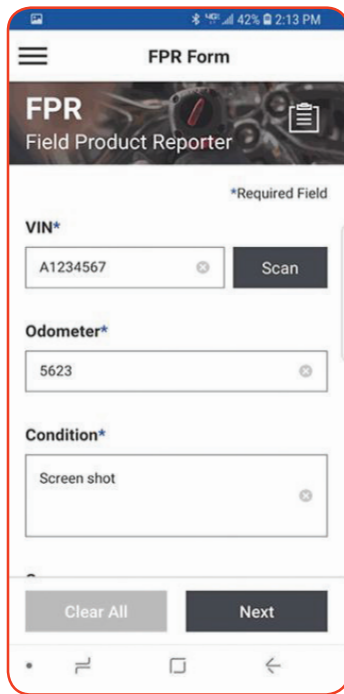 42% 2:13 PM
FPR Form
FPR
Field Product Reporter
*Required Field
VIN*
A1234567
Scan
Odometer*
5623
Condition*
Screen shot
Clear All
Next